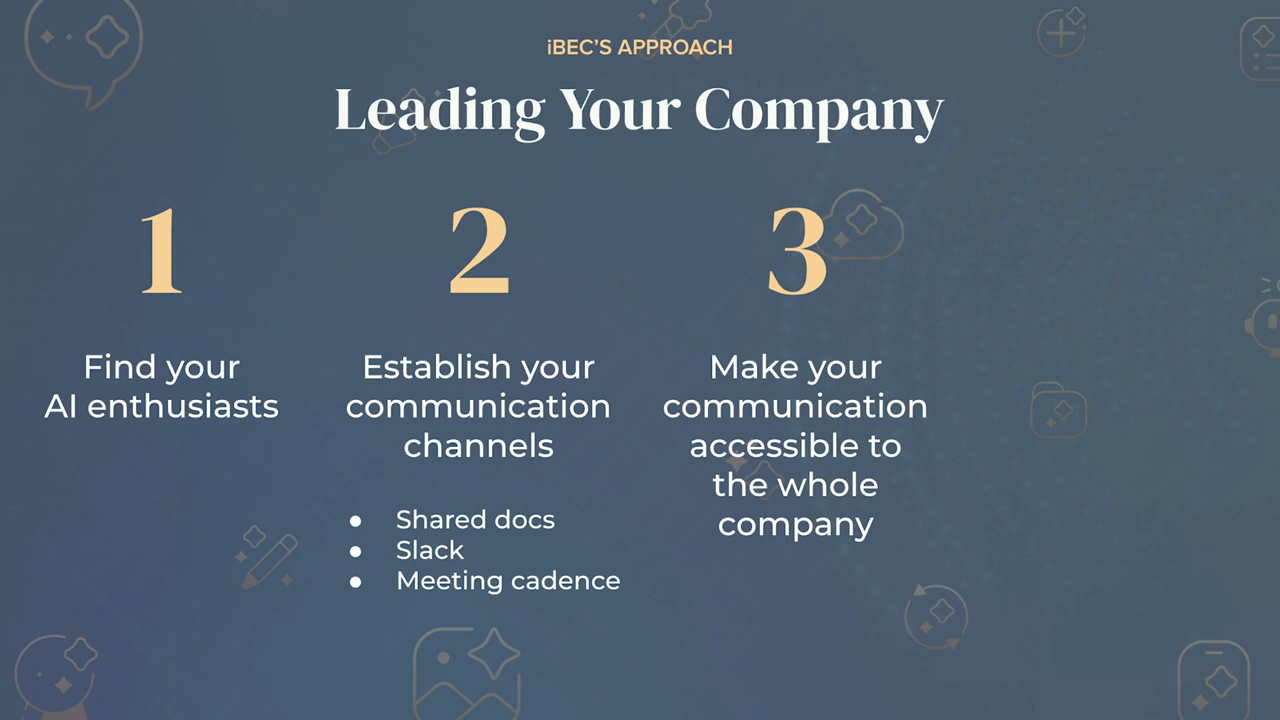 iBEC’S APPROACH
Leading Your Company
1
Find your
AI enthusiasts
2
Establish your
communication
channels
● Shared docs
● Slack
● Meeting cadence
3
Make your
communication
accessible to
the whole
company